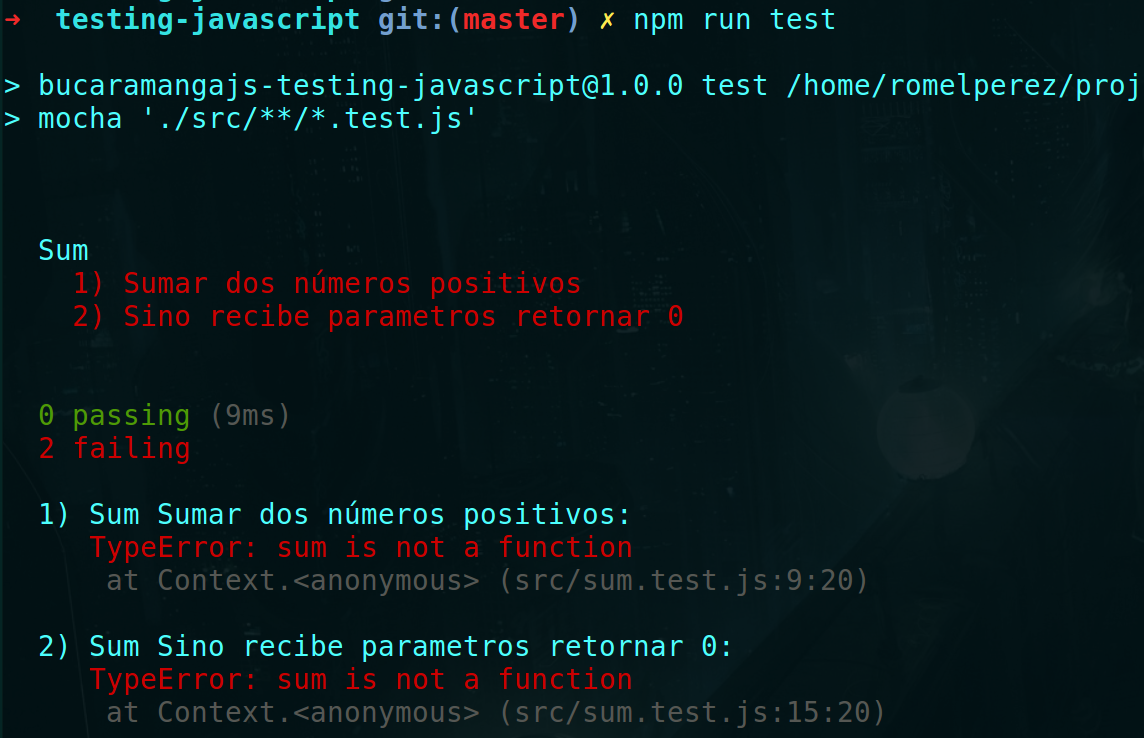 ➜ testing-javascript git:(master) ✗ npm run test
> bucaramangajs-testing-javascript@1.0.0 test /home/romelperez/proj
> mocha './src/**/*.test.js'
Sum
1) Sumar dos números positivos
2) Sino recibe parametros retornar 0
0 passing (9ms)
2 failing
1) Sum Sumar dos números positivos:
TypeError: sum is not a function
at Context.<anonymous> (src/sum.test.js:9:20)
2) Sum Sino recibe parametros retornar 0:
TypeError: sum is not a function
at Context.<anonymous> (src/sum.test.js:15:20)